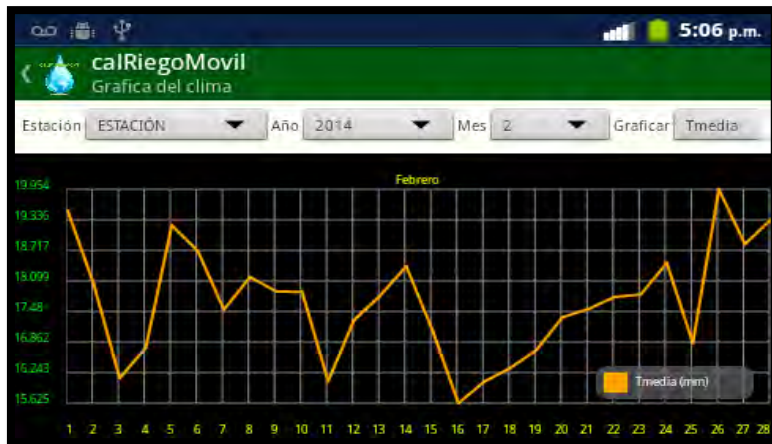 5:06 p.m.
calRiegoMovil
Grafica del clima
Estación ESTACIÓN Año 2014 Mes 2 Graficar Tmedia
Febrero
19.954
19.336
18.717
18.099
17.48
16.862
16.243
15.625
Tmedia (mm)
1 2 3 4 5 6 7 8 9 10 11 12 13 14 15 16 17 18 19 20 21 22 23 24 25 26 27 28